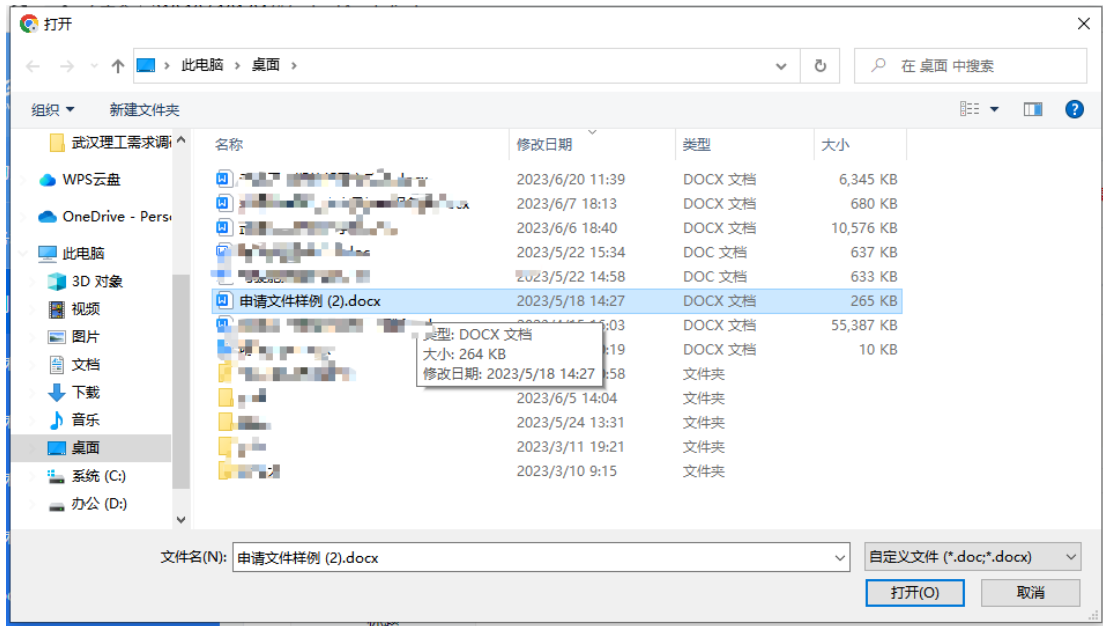 打开
此电脑 › 桌面 ›
在 桌面 中搜索
组织
新建文件夹
武汉理工需求调
WPS云盘
OneDrive - Perso
此电脑
3D 对象
视频
图片
文档
下载
音乐
桌面
系统 (C:)
办公 (D:)
名称 修改日期 类型 大小
2023/6/20 11:39 DOCX 文档 6,345 KB
2023/6/7 18:13 DOCX 文档 680 KB
2023/6/6 18:40 DOCX 文档 10,576 KB
2023/5/22 15:34 DOC 文档 637 KB
2023/5/22 14:58 DOC 文档 633 KB
申请文件样例 (2).docx 2023/5/18 14:27 DOCX 文档 265 KB
:03 DOCX 文档 55,387 KB
:19 DOCX 文档 10 KB
:58 文件夹
类型: DOCX 文档
大小: 264 KB
修改日期: 2023/5/18 14:27
2023/6/5 14:04 文件夹
2023/5/24 13:31 文件夹
2023/3/11 19:21 文件夹
2023/3/10 9:15 文件夹
文件名(N): 申请文件样例 (2).docx
自定义文件 (*.doc;*.docx)
打开(O)
取消